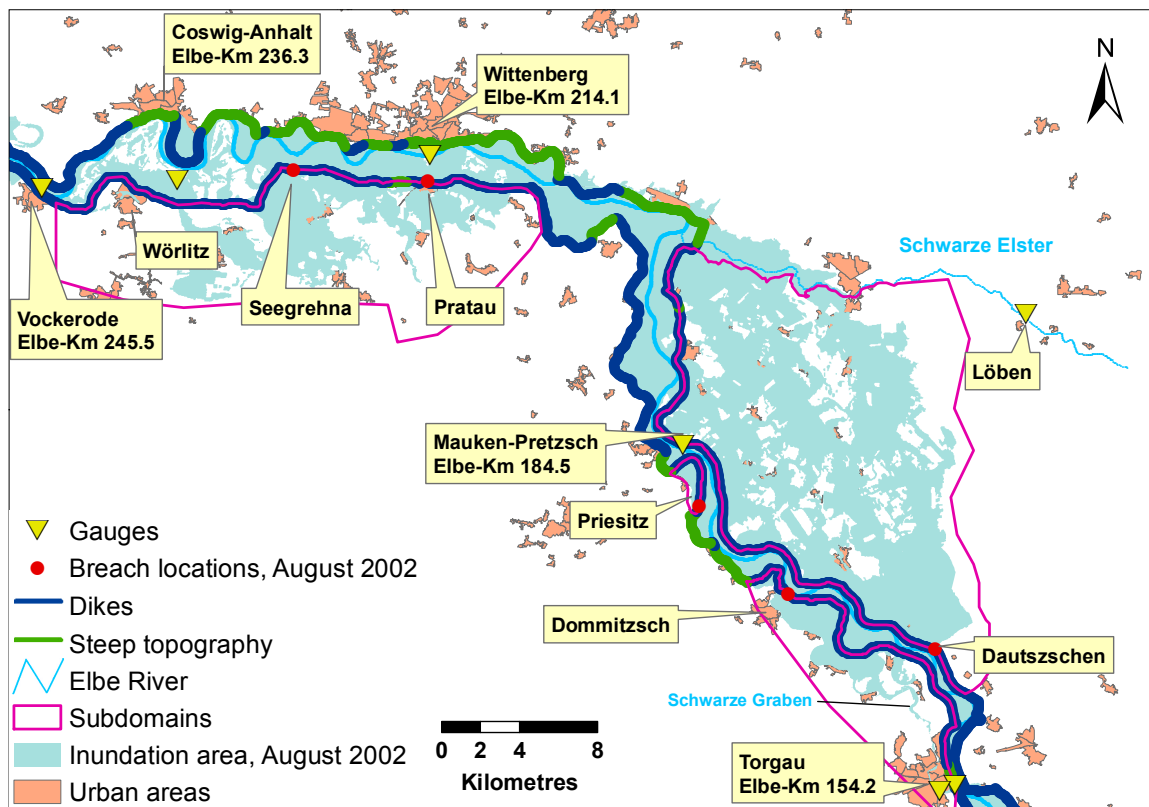 Coswig-Anhalt
Elbe-Km 236.3
Wittenberg
Elbe-Km 214.1
N
Schwarze Elster
Wörlitz
Seegrehna
Pratau
Vockerode
Elbe-Km 245.5
Löben
Mauken-Pretzsch
Elbe-Km 184.5
Priesitz
Dommitzsch
Dautszschen
Schwarze Graben
Torgau
Elbe-Km 154.2
Gauges
Breach locations, August 2002
Dikes
Steep topography
Elbe River
Subdomains
Inundation area, August 2002
Urban areas
0 2 4 8
Kilometres